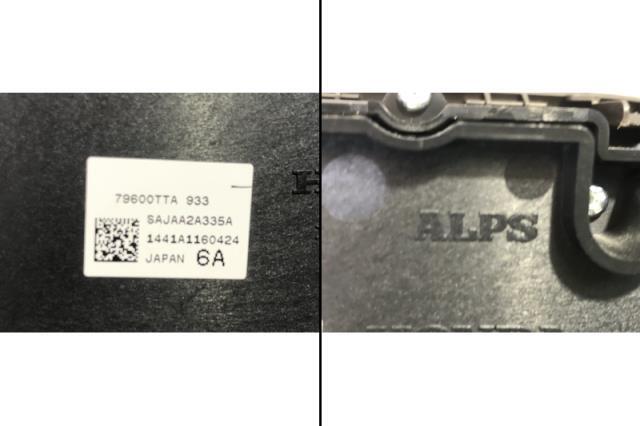 79600TTA 933
SAJAA2A335A
1441A1160424
JAPAN 6A
H
ALPS